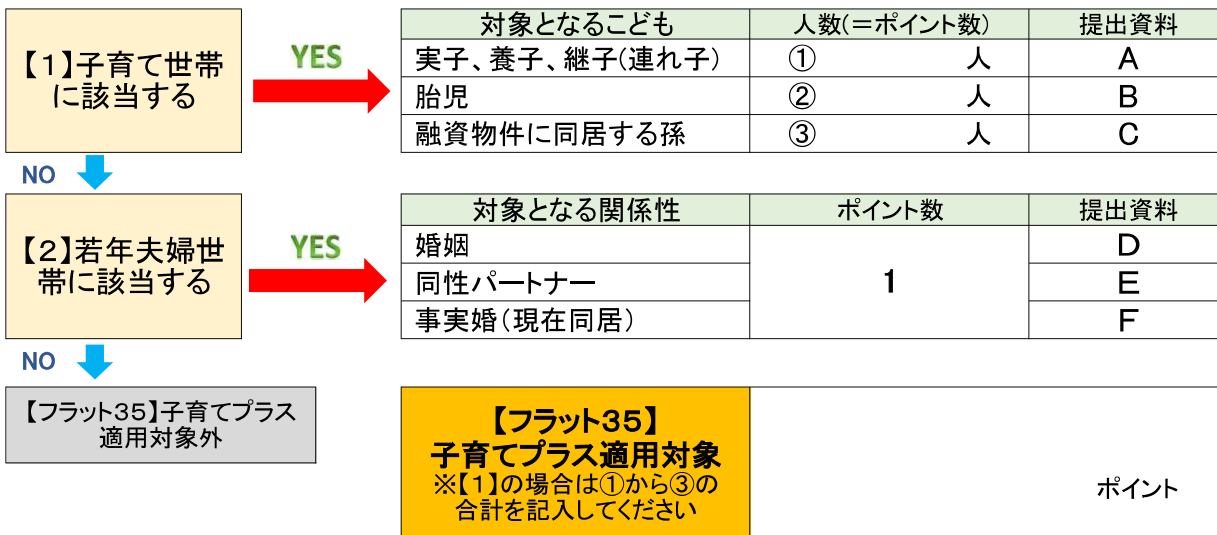 【1】子育て世帯
に該当する
YES
対象となるこども 人数(=ポイント数) 提出資料
実子、養子、継子(連れ子) ① 人 A
胎児 ② 人 B
融資物件に同居する孫 ③ 人 C
NO
【2】若年夫婦世
帯に該当する
YES
対象となる関係性 ポイント数 提出資料
婚姻 D
同性パートナー 1 E
事実婚(現在同居) F
NO
【フラット35】子育てプラス
適用対象外
【フラット35】
子育てプラス適用対象
※【1】の場合は①から③の
合計を記入してください
ポイント